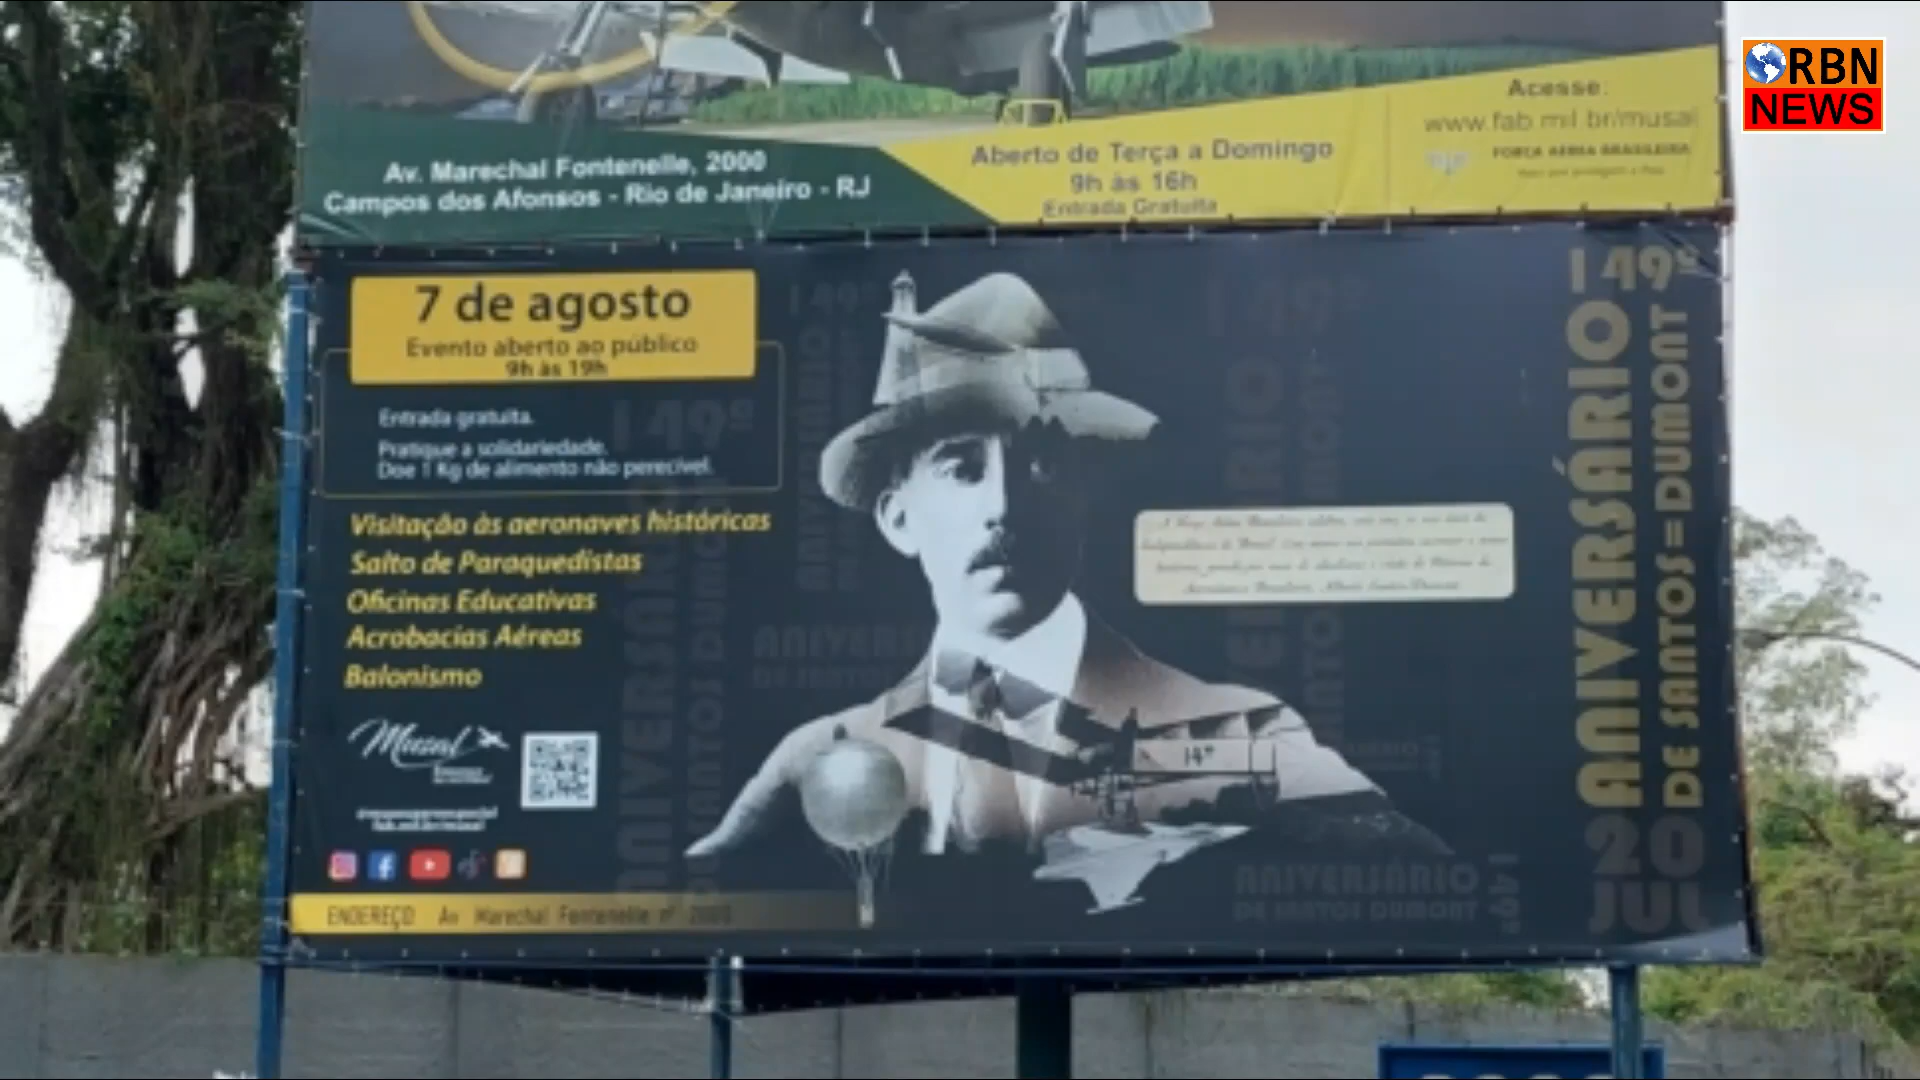 RBN
NEWS
Acesse:
www.fab.mil.br/musal
FORÇA AÉREA BRASILEIRA
Av. Marechal Fontenelle, 2000
Campos dos Afonsos - Rio de Janeiro - RJ
Aberto de Terça a Domingo
9h às 16h
Entrada Gratuita
7 de agosto
Evento aberto ao público
9h às 19h
Entrada gratuita.
Pratique a solidariedade.
Doe 1 Kg de alimento não perecível.
Visitação às aeronaves históricas
Salto de Paraquedistas
Oficinas Educativas
Acrobacias Aéreas
Balonismo
Musal
ENDEREÇO Av Marechal Fontenelle nº 2000
149º
ANIVERSÁRIO
DE SANTOS=DUMONT
20
JUL
ANIVERSÁRIO
DE SANTOS DUMONT
149º